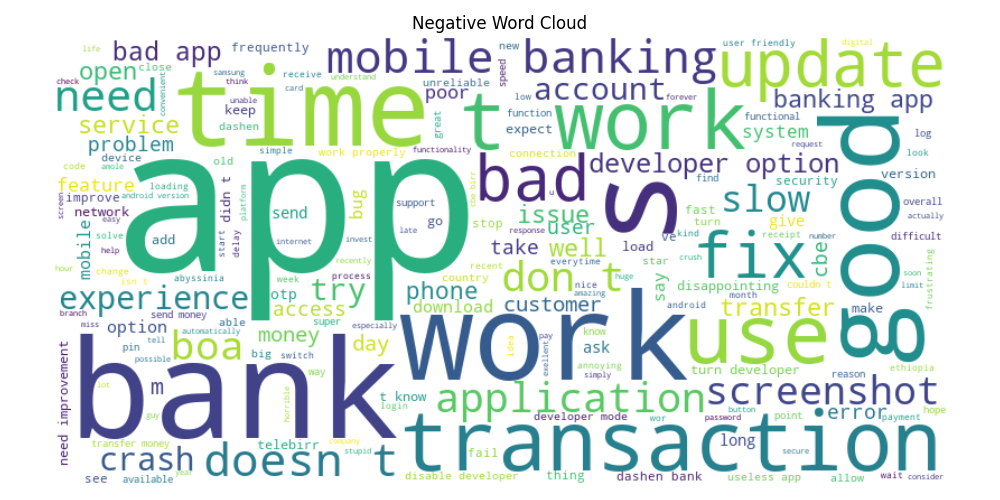 Negative Word Cloud
life
bad app
frequently
mobile banking
new
user friendly
digital
update
check
open
close
samsung
think
receive
understand
unreliable
speed
need
convenient
time
unable
card
keep
poor
low
account
forever
banking app
service
dashen
great
t
function
work
functional
system
log
problem
expect
request
good
code
amole
device
old
simple
work properly
functionality
connection
look
feature
loading
app
bad
developer option
version
android version
didn t
platform
bug
support
u
s
find
security
screen
improve
easy
send
go
stop
issue
slow
overall
network
start
cbe birr
response
user
fast
give
actually
mobile
solve
help
add
delay
internet
invest
late
take
well
ve
turn
kind
receipt
number
difficult
fix
cbe
hour
change
isn t
abyssinia
week
recently
process
country
recent
everytime
load
star
say
crush
disappointing
couldn t
soon
frustrating
experience
otp
try
phone
don t
huge
nice
amazing
android
month
limit
branch
send money
access
download
customer
transfer
make
miss
option
able
super
automatically
money
especially
day
work
pay
know
ask
use
ethiopia
bank
pin
tell
possible
boa
big
switch
way
idea
exellent
annoying
simply
turn developer
reason
need improvement
lot
m
horrible
t know
login
application
screenshot
guy
developer mode
wor
password
button
point
error
payment
hope
transfer money
telebirr
company
stupid
transaction
long
secure
see
available
crash
year
doesn t
fail
disable developer
thing
dashen bank
useless app
allow
wait
consider